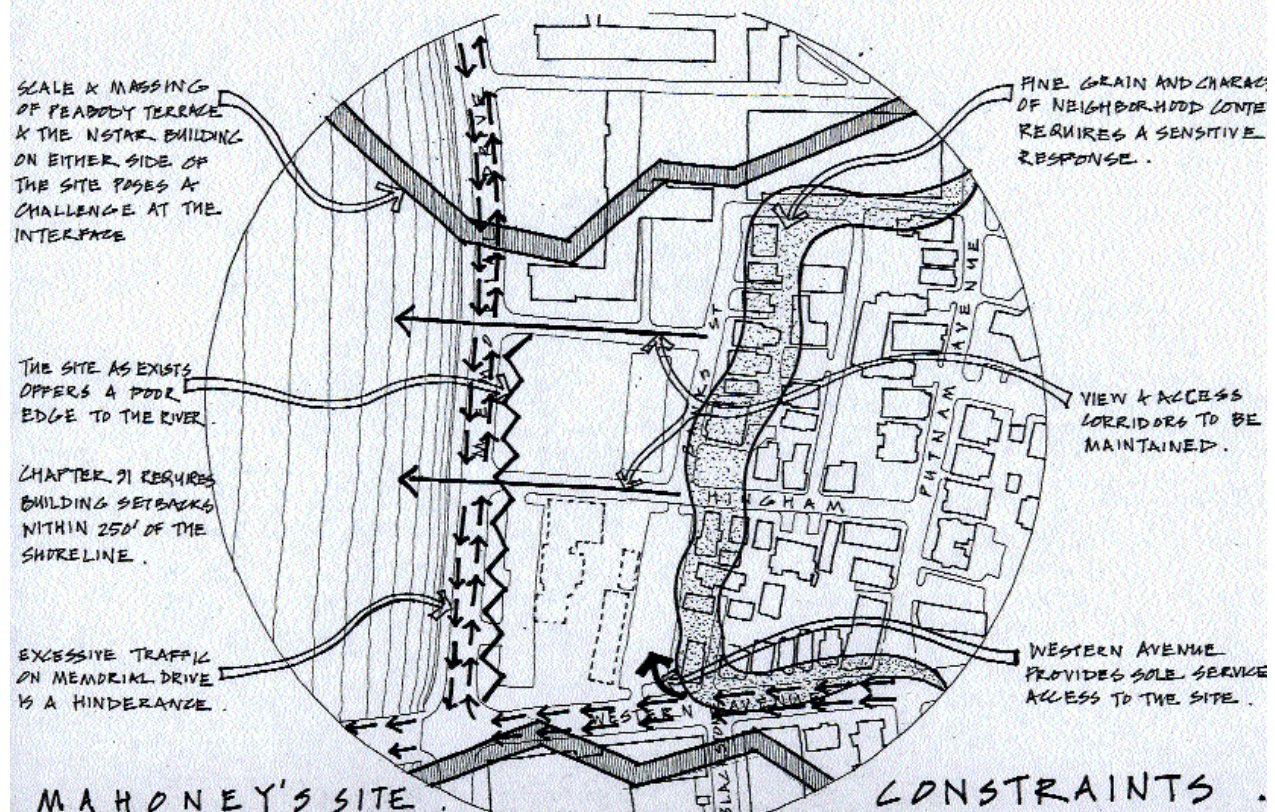 SCALE & MASSING
OF PEABODY TERRACE
& THE NSTAR BUILDING
ON EITHER SIDE OF
THE SITE POSES A
CHALLENGE AT THE
INTERFACE
THE SITE AS EXISTS
OFFERS A POOR
EDGE TO THE RIVER.
CHAPTER 91 REQUIRES
BUILDING SETBACKS
WITHIN 250' OF THE
SHORELINE.
EXCESSIVE TRAFFIC
ON MEMORIAL DRIVE
IS A HINDERANCE.
FINE GRAIN AND CHARAC
OF NEIGHBORHOOD CONTE
REQUIRES A SENSITIVE
RESPONSE.
VIEW & ACCESS
CORRIDORS TO BE
MAINTAINED.
WESTERN AVENUE
PROVIDES SOLE SERVICE
ACCESS TO THE SITE.
ST
PUTNAM AVENUE
HINGHAM
WESTERN AVENUE
MAHONEY'S SITE.
CONSTRAINTS.